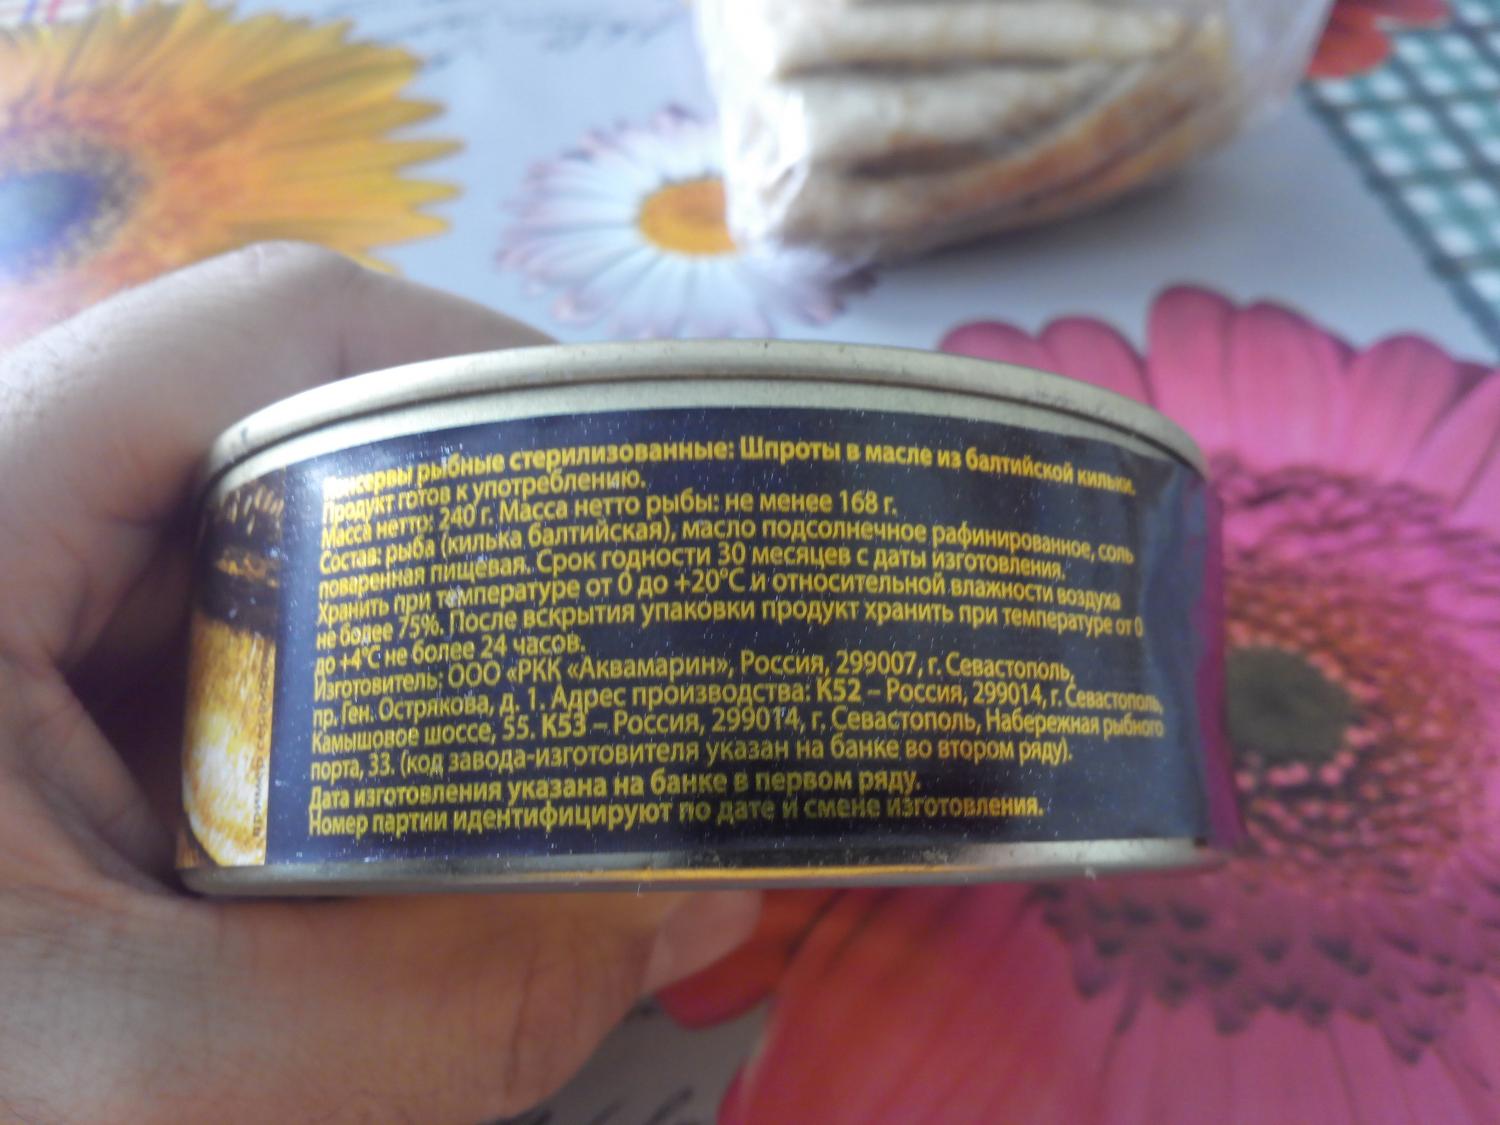 Консервы рыбные стерилизованные: Шпроты в масле из балтийской кильки.
Продукт готов к употреблению.
Масса нетто: 240 г. Масса нетто рыбы: не менее 168 г.
Состав: рыба (килька балтийская), масло подсолнечное рафинированное, соль
поваренная пищевая. Срок годности 30 месяцев с даты изготовления.
Хранить при температуре от 0 до +20°С и относительной влажности воздуха
не более 75%. После вскрытия упаковки продукт хранить при температуре от 0
до +4°С не более 24 часов.
Изготовитель: ООО «РКК «Аквамарин», Россия, 299007, г. Севастополь,
пр. Ген. Острякова, д. 1. Адрес производства: К52 – Россия, 299014, г. Севастополь,
Камышовое шоссе, 55. К53 – Россия, 299014, г. Севастополь, Набережная рыбного
порта, 33. (код завода-изготовителя указан на банке во втором ряду).
Дата изготовления указана на банке в первом ряду.
Номер партии идентифицируют по дате и смене изготовления.